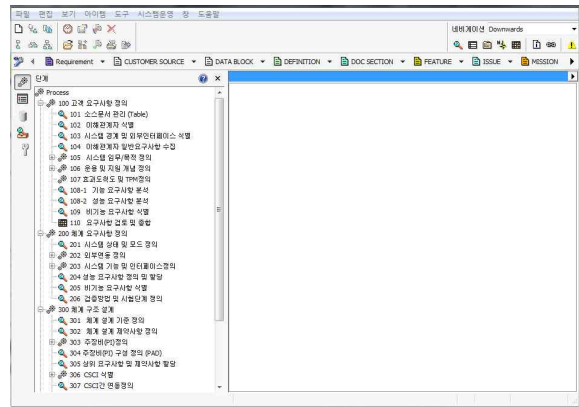 파일 편집 보기 아이템 도구 시스템운영 창 도움말
네비게이션 Downwards
Requirement CUSTOMER SOURCE DATA BLOCK DEFINITION DOC SECTION FEATURE ISSUE MISSION
단계
Process
100 고객 요구사항 정의
101 소스문서 관리 (Table)
102 이해관계자 식별
103 시스템 경계 및 외부인터페이스 식별
104 이해관계자 일반요구사항 수집
105 시스템 임무/목적 정의
106 운용 및 지원 개념 정의
107 효과도척도 및 TPM정의
108-1 기능 요구사항 분석
108-2 성능 요구사항 분석
109 비기능 요구사항 식별
110 요구사항 검토 및 종합
200 체계 요구사항 정의
201 시스템 상태 및 모드 정의
202 외부연동 정의
203 시스템 기능 및 인터페이스정의
204 성능 요구사항 정의 및 할당
205 비기능 요구사항 식별
206 검증방법 및 시험단계 정의
300 체계 구조 설계
301 체계 설계 기준 정의
302 체계 설계 제약사항 정의
303 주장비(PI)정의
304 주장비(PI) 구성 정의 (PAD)
305 상위 요구사항 및 제약사항 할당
306 CSCI 식별
307 CSCI간 연동정의